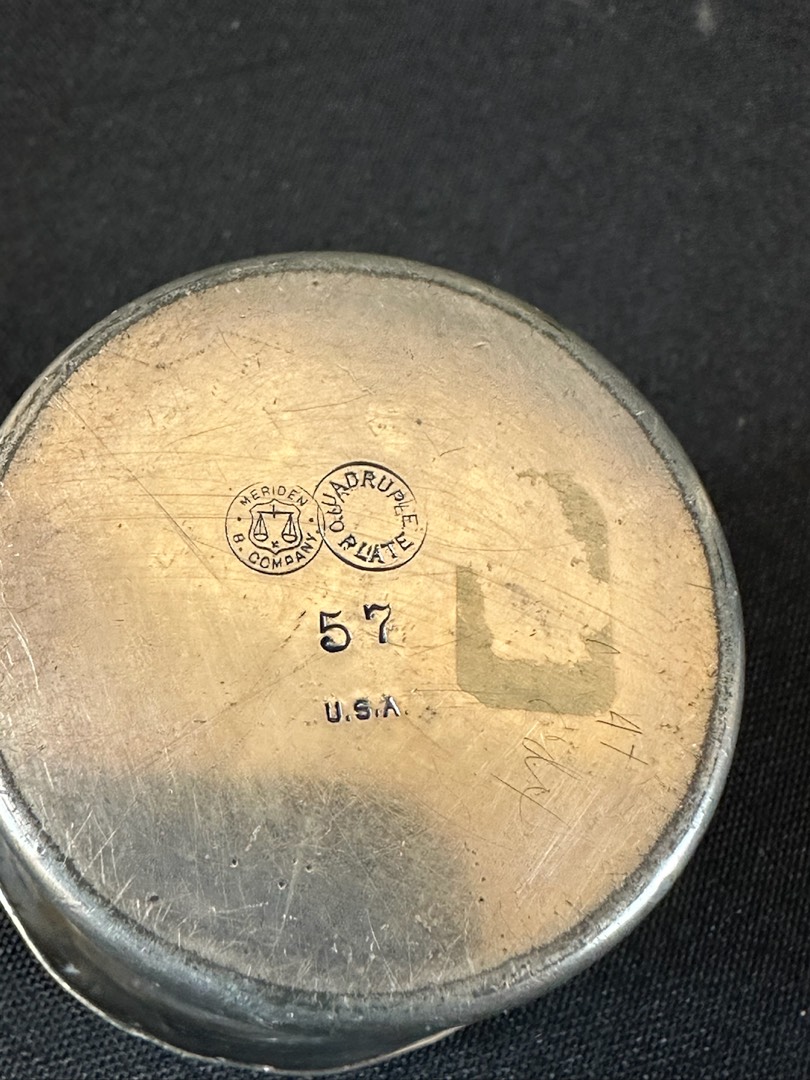 MERIDEN
B. COMPANY
QUADRUPLE
PLATE
57
U.S.A.